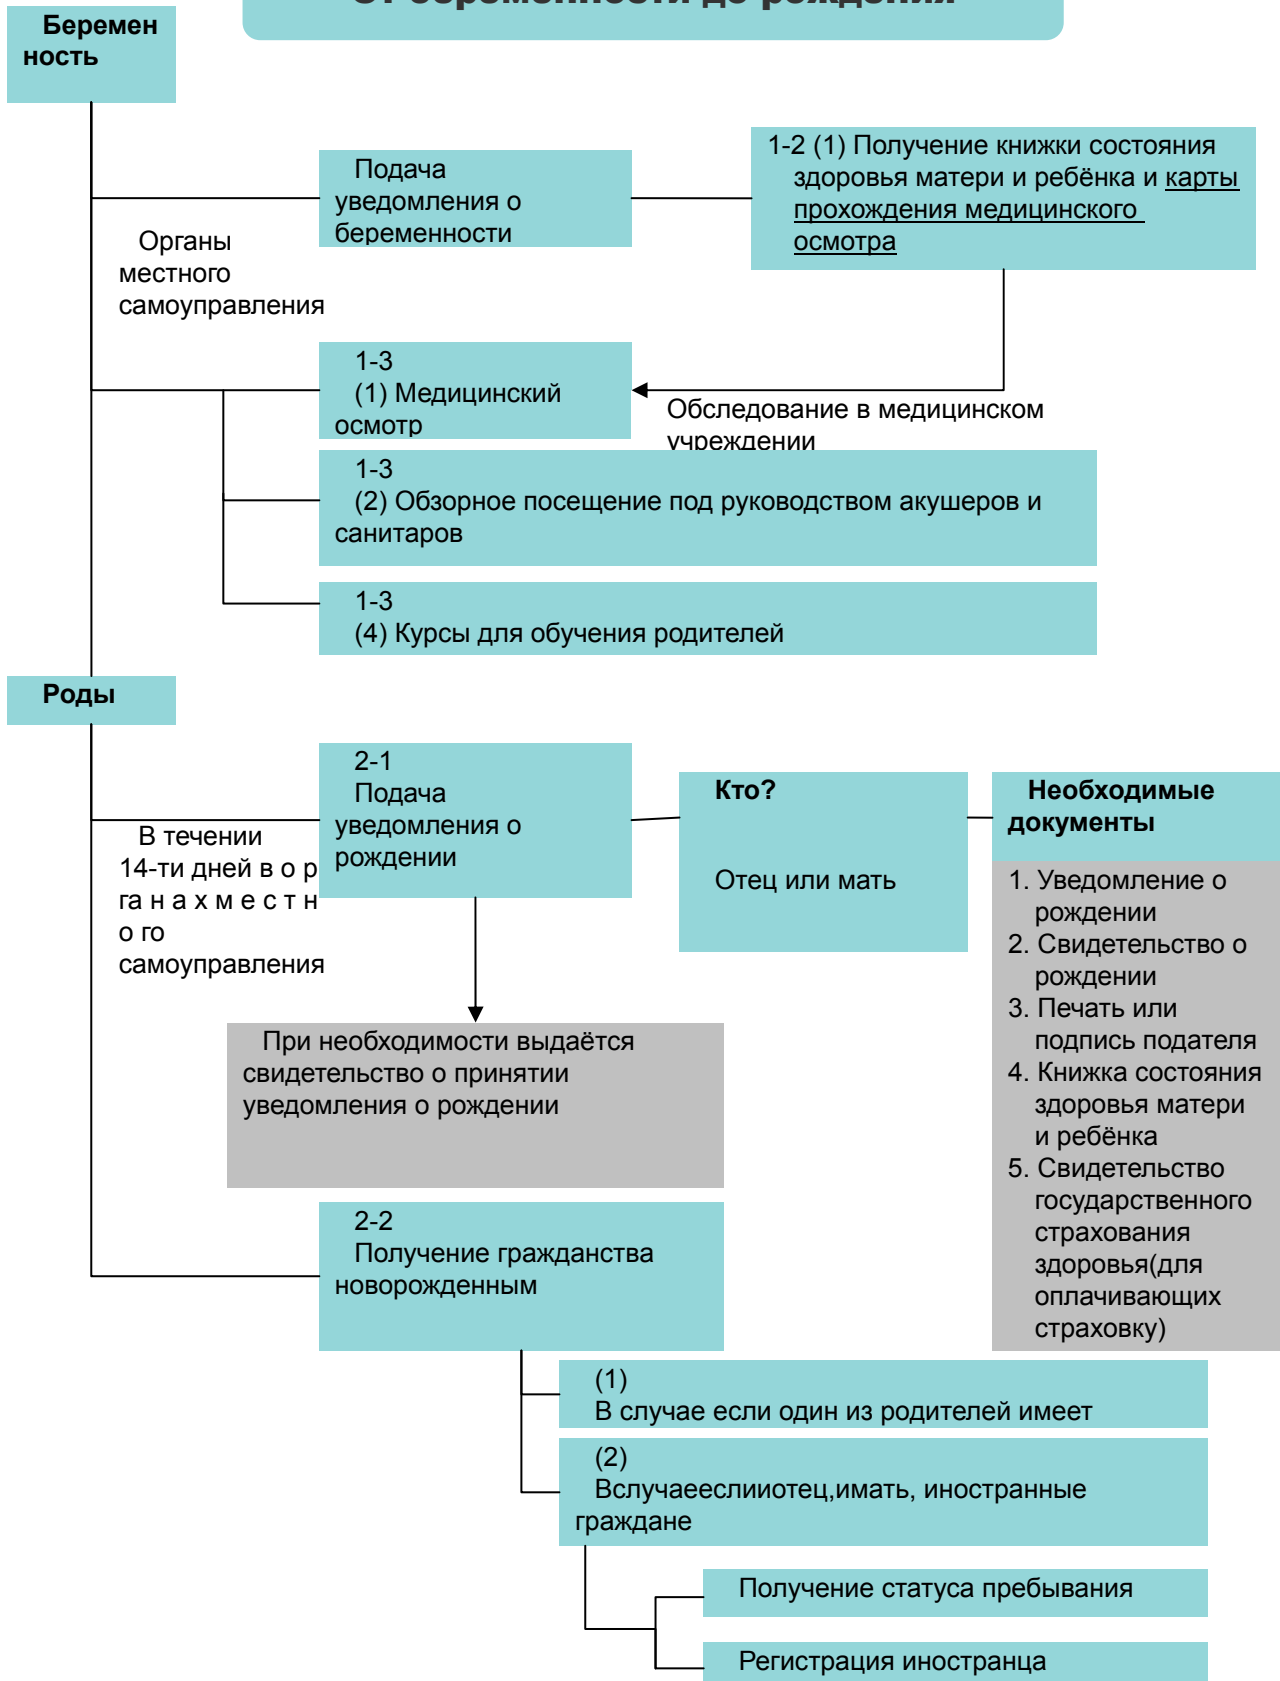 От беременности до рождения
Беремен
ность
Подача
уведомления о
беременности
1-2 (1) Получение книжки состояния
здоровья матери и ребёнка и карты
прохождения медицинского
осмотра
Органы
местного
самоуправления
1-3
(1) Медицинский
осмотр
Обследование в медицинском
учреждении
1-3
(2) Обзорное посещение под руководством акушеров и
санитаров
1-3
(4) Курсы для обучения родителей
Роды
2-1
Подача
уведомления о
рождении
В течении
14-ти дней в о р
га н а х м е с т н
о го
самоуправления
Кто?
Отец или мать
Необходимые
документы
1. Уведомление о
рождении
2. Свидетельство о
рождении
3. Печать или
подпись подателя
4. Книжка состояния
здоровья матери
и ребёнка
5. Свидетельство
государственного
страхования
здоровья(для
оплачивающих
страховку)
При необходимости выдаётся
свидетельство о принятии
уведомления о рождении
2-2
Получение гражданства
новорожденным
(1)
В случае если один из родителей имеет
(2)
Вслучаееслииотец,имать, иностранные
граждане
Получение статуса пребывания
Регистрация иностранца